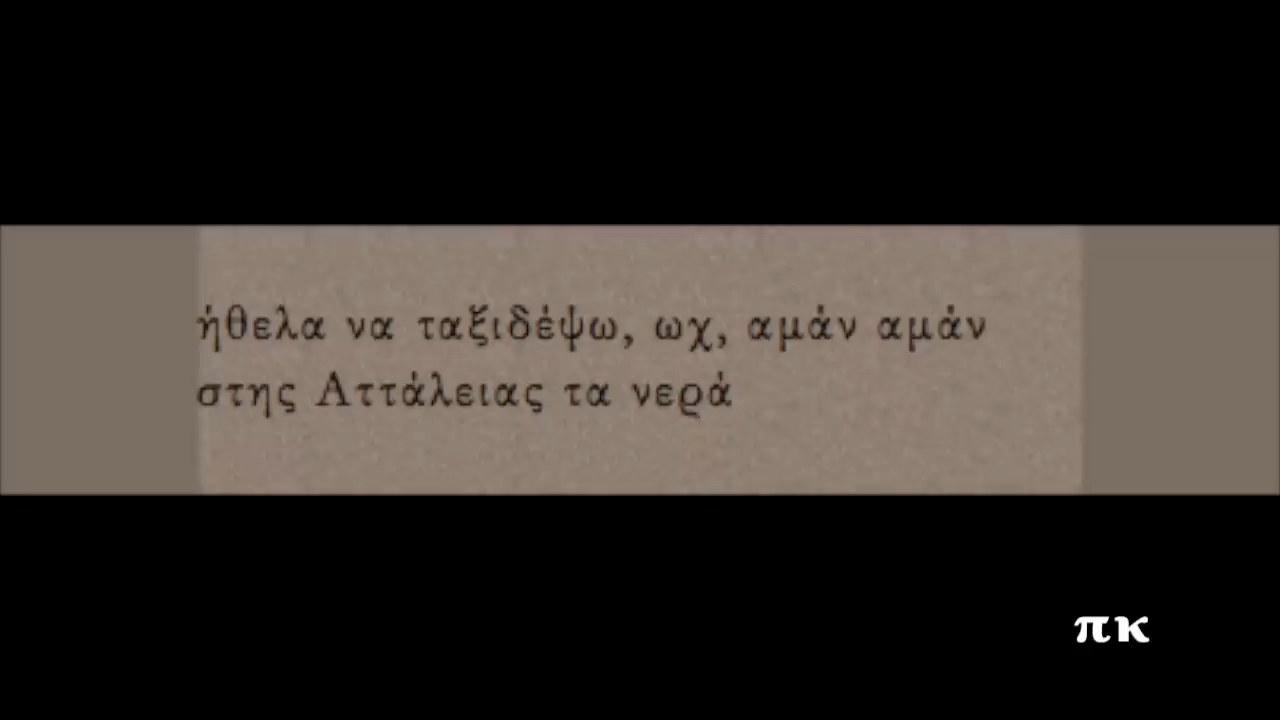 ήθελα να ταξιδέψω, ωχ, αμάν αμάν
στης Αττάλειας τα νερά
πκ